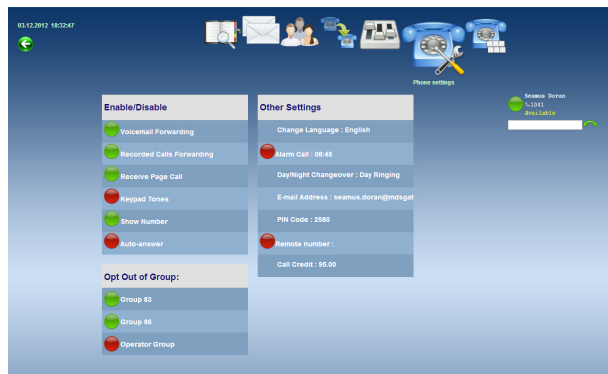 03.12.2012 18:32:47
Phone settings
Seamus Doran
1041
Available
Enable/Disable
Voicemail Forwarding
Recorded Calls Forwarding
Receive Page Call
Keypad Tones
Show Number
Auto-answer
Opt Out of Group:
Group 83
Group 86
Operator Group
Other Settings
Change Language : English
Alarm Call : 08:45
Day/Night Changeover : Day Ringing
E-mail Address : seamus.doran@mdsgat
PIN Code : 2580
Remote number :
Call Credit : 95.00